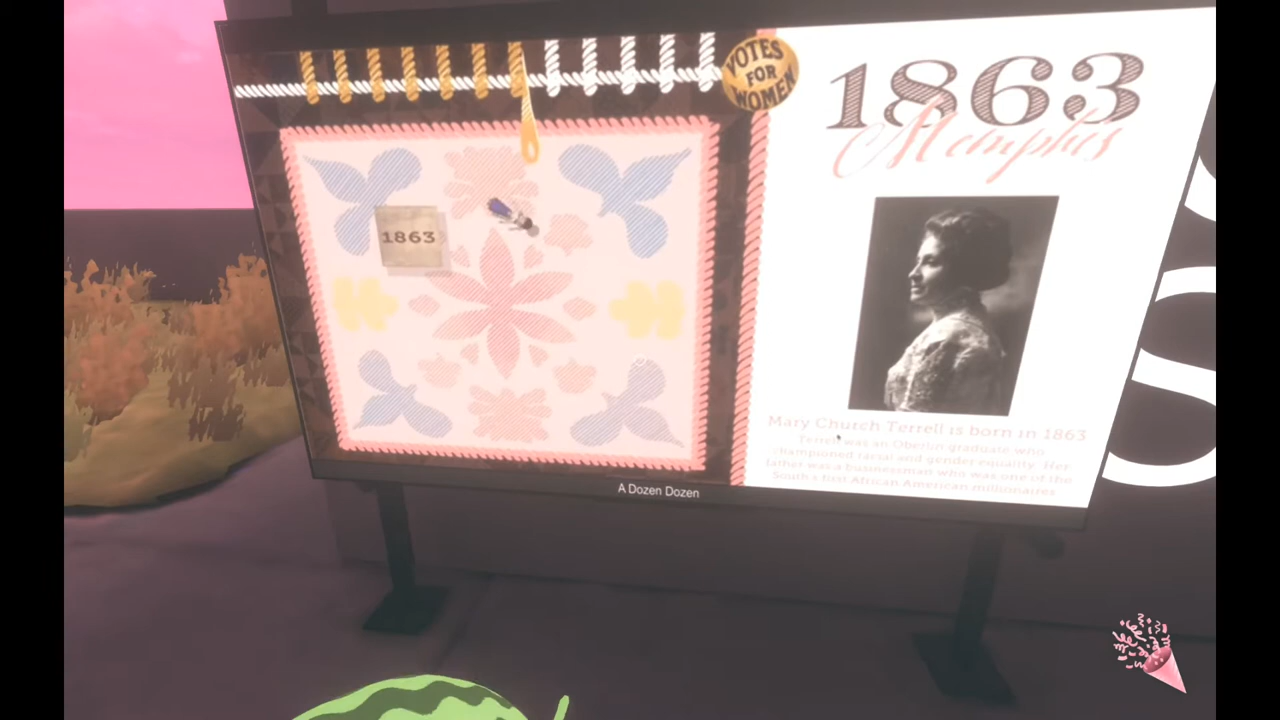 VOTES
FOR
WOMEN
1863
Memphis
1863
Mary Church Terrell is born in 1863
Terrell was an Oberlin graduate who
championed racial and gender equality. Her
father was a businessman who was one of the
South's first African American millionaires
A Dozen Dozen